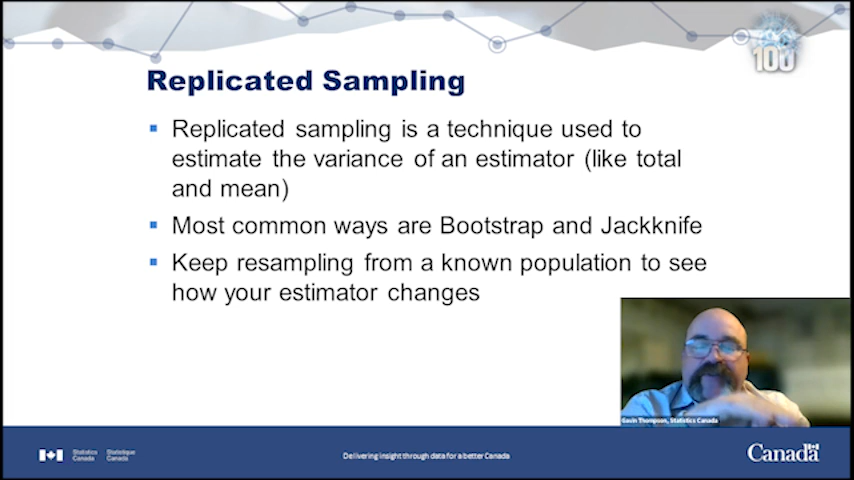 100
Replicated Sampling
Replicated sampling is a technique used to
estimate the variance of an estimator (like total
and mean)
Most common ways are Bootstrap and Jackknife
Keep resampling from a known population to see
how your estimator changes
Gavin Thompson, Statistics Canada
Statistics Statistique
Canada Canada
Delivering insight through data for a better Canada
Canada